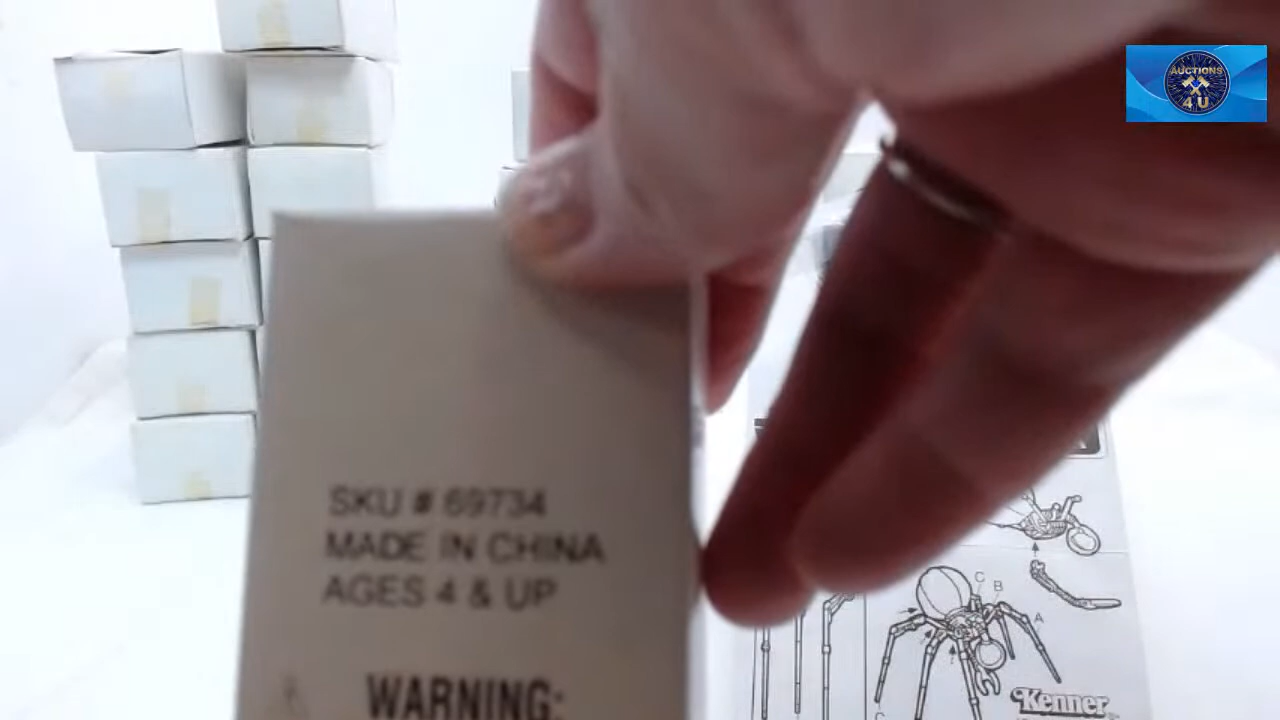 AUCTIONS
4 U
SKU # 69734
MADE IN CHINA
AGES 4 & UP
WARNING:
C
B
A
C
Kenner